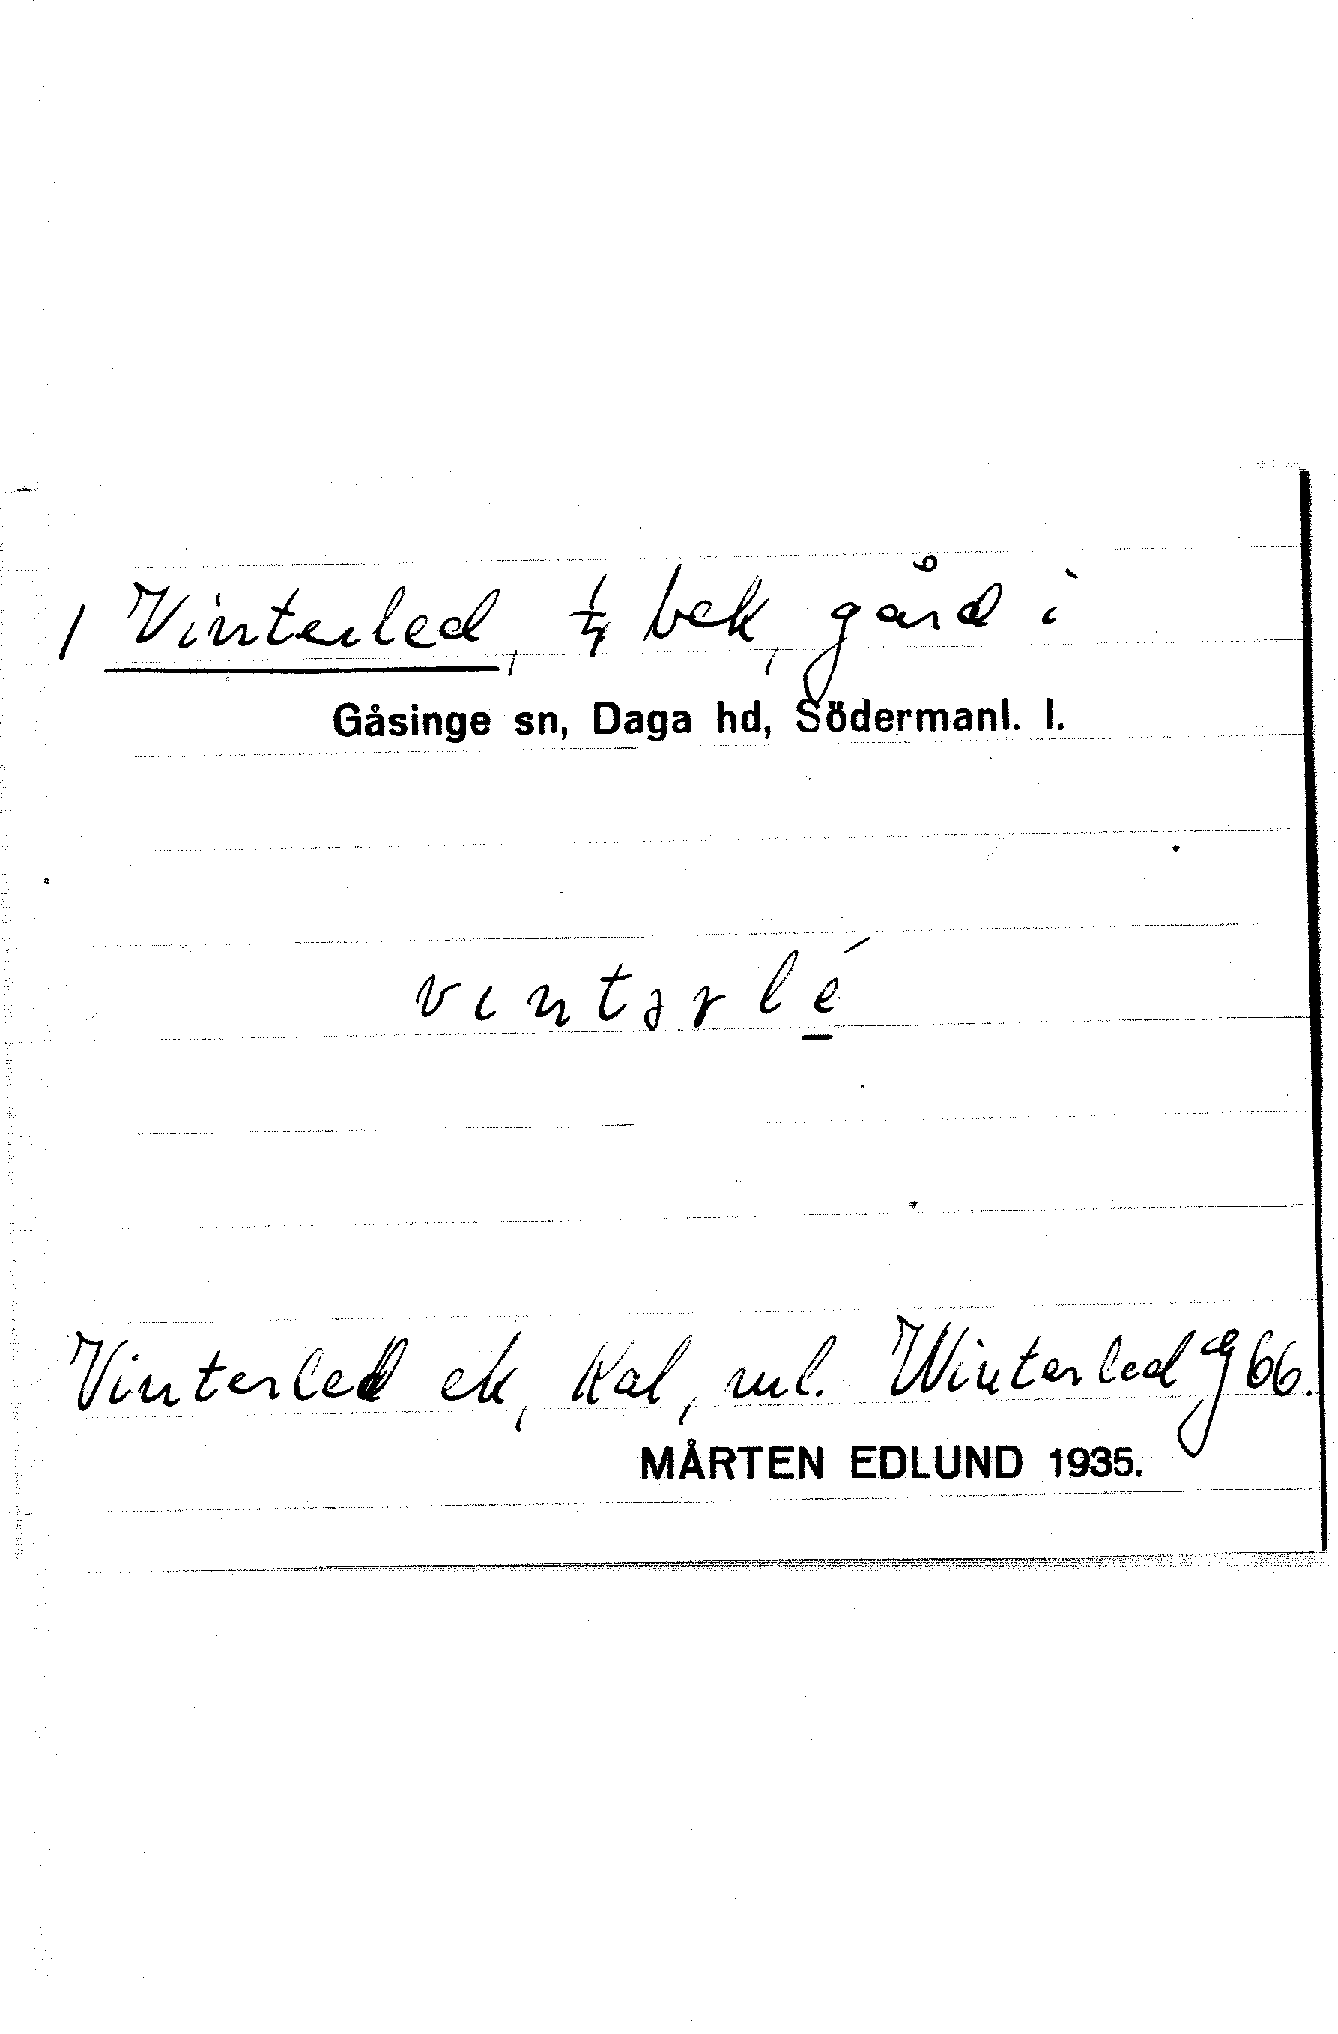 1 Vinterled, ¼ bek, gård i
Gåsinge sn, Daga hd, Södermanl. l.
vintərlé
Vinterled ek, Kal, ml. Winterled g 66.
MÅRTEN EDLUND 1935.